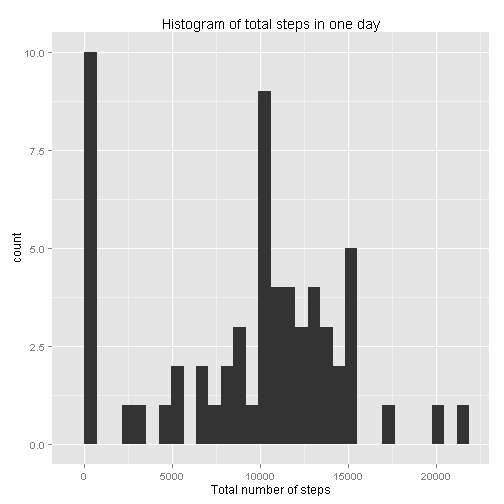 Histogram of total steps in one day
10.0
7.5
5.0
2.5
0.0
count
0 5000 10000 15000 20000
Total number of steps